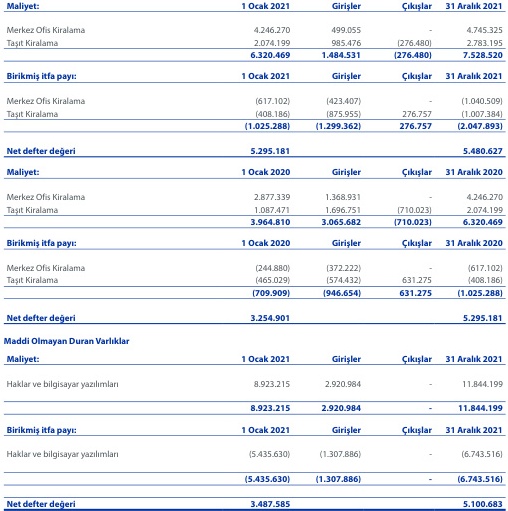 Maliyet: 1 Ocak 2021 Girişler Çıkışlar 31 Aralık 2021
Merkez Ofis Kiralama 4.246.270 499.055 - 4.745.325
Taşıt Kiralama 2.074.199 985.476 (276.480) 2.783.195
6.320.469 1.484.531 (276.480) 7.528.520
Birikmiş itfa payı: 1 Ocak 2021 Girişler Çıkışlar 31 Aralık 2021
Merkez Ofis Kiralama (617.102) (423.407) - (1.040.509)
Taşıt Kiralama (408.186) (875.955) 276.757 (1.007.384)
(1.025.288) (1.299.362) 276.757 (2.047.893)
Net defter değeri 5.295.181 5.480.627
Maliyet: 1 Ocak 2020 Girişler Çıkışlar 31 Aralık 2020
Merkez Ofis Kiralama 2.877.339 1.368.931 - 4.246.270
Taşıt Kiralama 1.087.471 1.696.751 (710.023) 2.074.199
3.964.810 3.065.682 (710.023) 6.320.469
Birikmiş itfa payı: 1 Ocak 2020 Girişler Çıkışlar 31 Aralık 2020
Merkez Ofis Kiralama (244.880) (372.222) - (617.102)
Taşıt Kiralama (465.029) (574.432) 631.275 (408.186)
(709.909) (946.654) 631.275 (1.025.288)
Net defter değeri 3.254.901 5.295.181
Maddi Olmayan Duran Varlıklar
Maliyet: 1 Ocak 2021 Girişler Çıkışlar 31 Aralık 2021
Haklar ve bilgisayar yazılımları 8.923.215 2.920.984 - 11.844.199
8.923.215 2.920.984 - 11.844.199
Birikmiş itfa payı: 1 Ocak 2021 Girişler Çıkışlar 31 Aralık 2021
Haklar ve bilgisayar yazılımları (5.435.630) (1.307.886) - (6.743.516)
(5.435.630) (1.307.886) - (6.743.516)
Net defter değeri 3.487.585 5.100.683